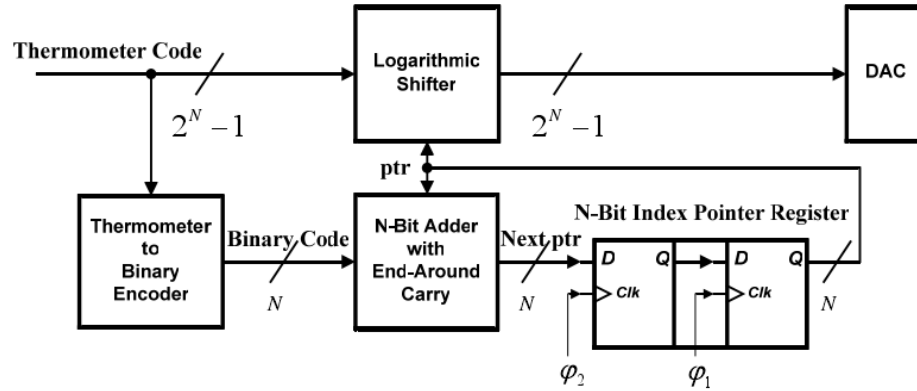 Thermometer Code
Logarithmic
Shifter
DAC
2^N − 1
2^N − 1
ptr
Thermometer
to
Binary
Encoder
Binary Code
N
N-Bit Adder
with
End-Around
Carry
Next ptr
N
N-Bit Index Pointer Register
D Q
Clk
D Q
Clk
N
φ2
φ1